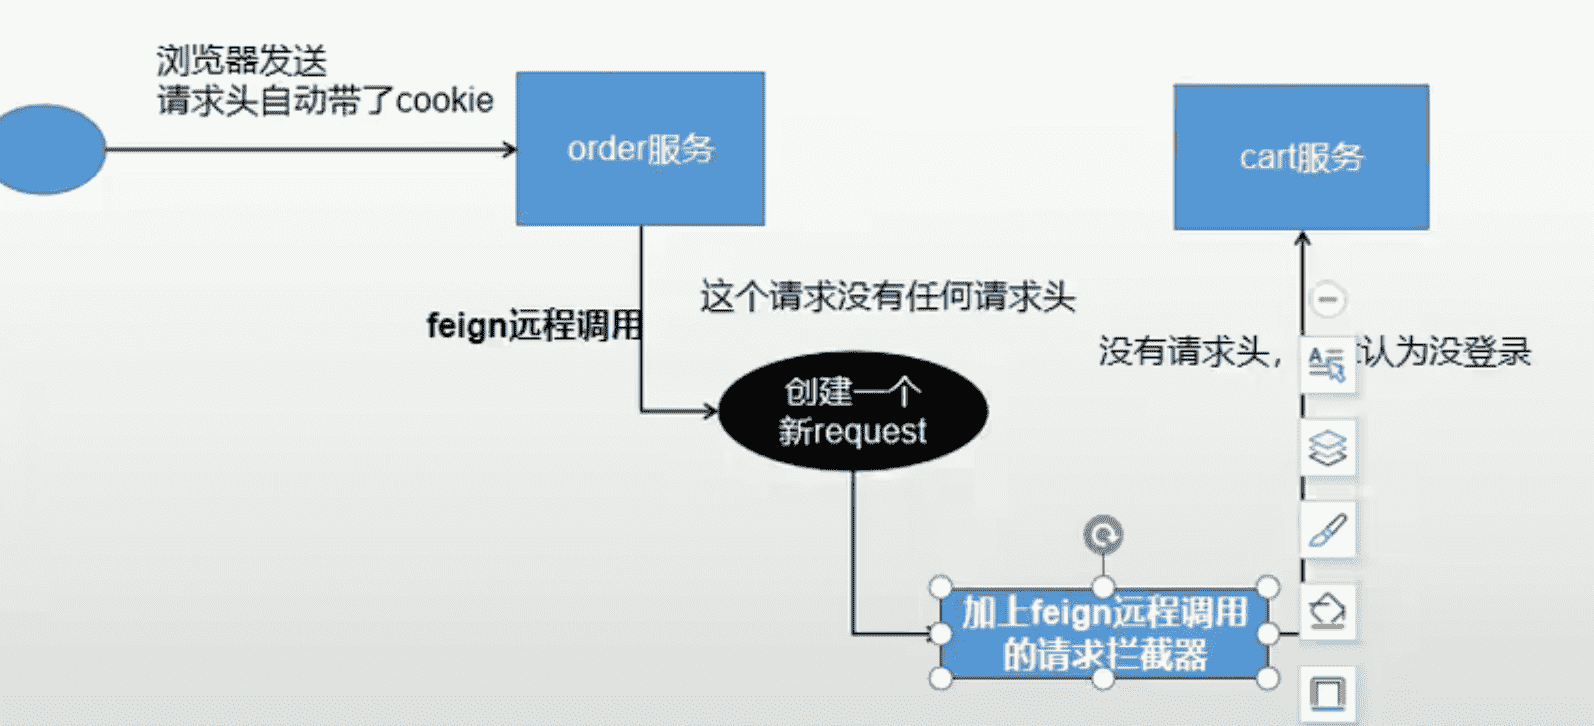 浏览器发送
请求头自动带了cookie
order服务
cart服务
feign远程调用
这个请求没有任何请求头
没有请求头，
认为没登录
创建一个
新request
加上feign远程调用
的请求拦截器